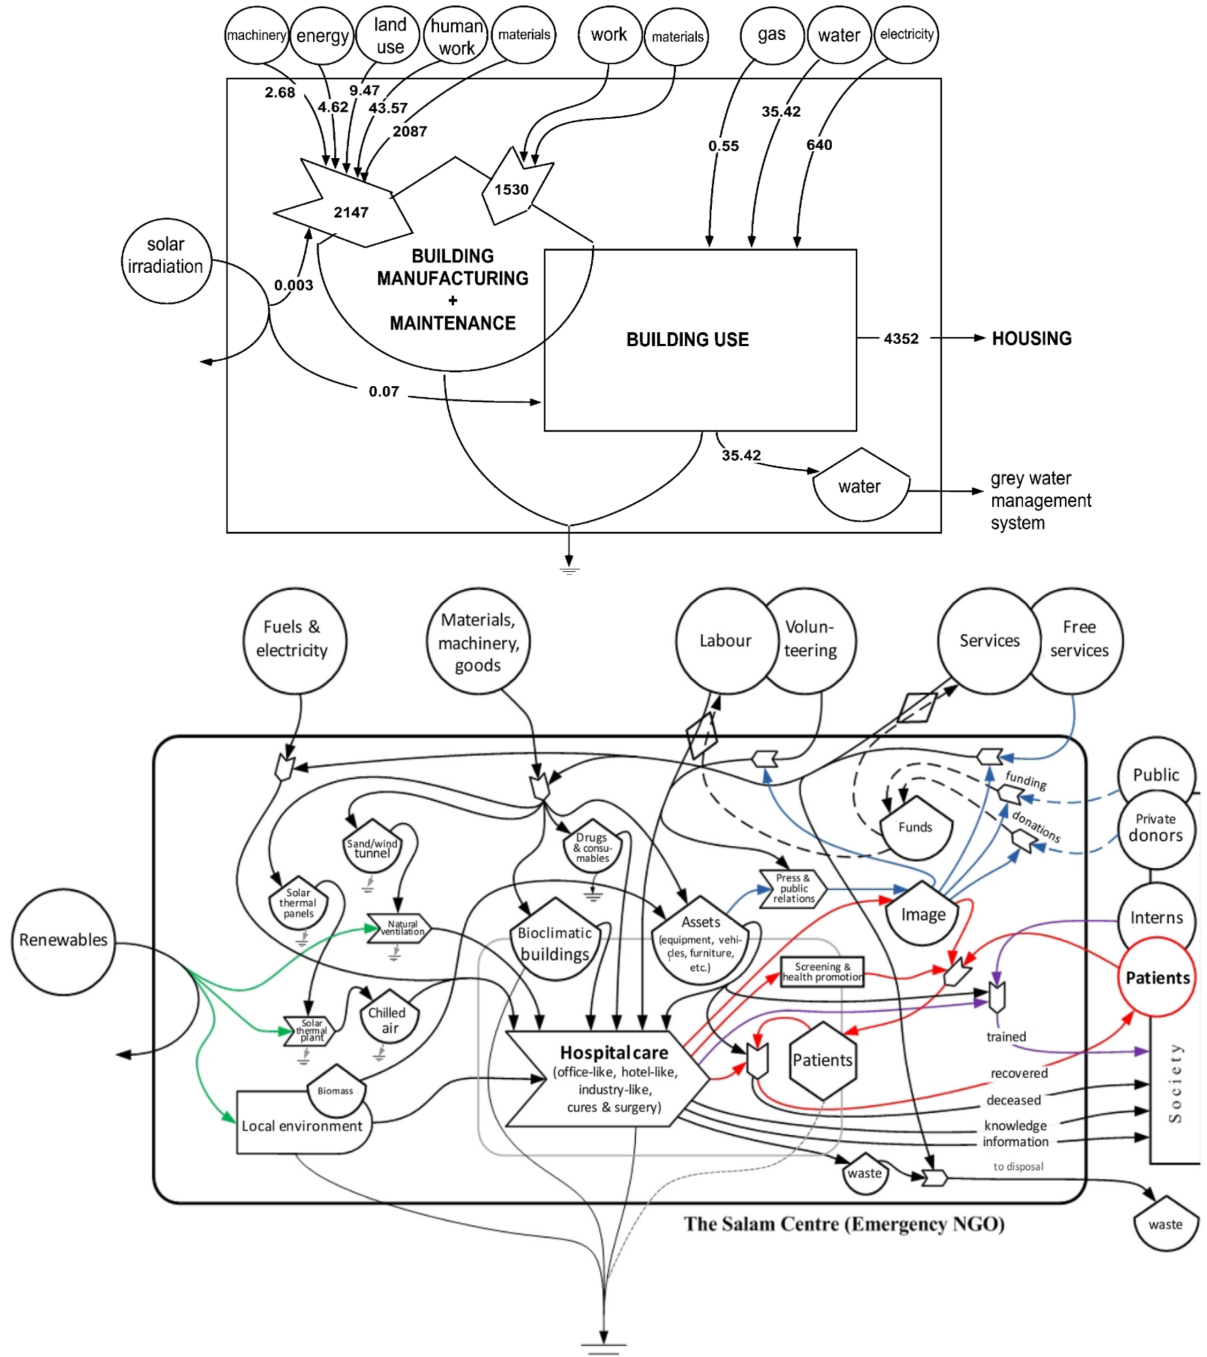 machinery
energy
land
use
human
work
materials
work
materials
gas
water
electricity
2.68
4.62
9.47
43.57
2087
0.55
35.42
640
2147
1530
solar
irradiation
0.003
BUILDING
MANUFACTURING
+
MAINTENANCE
BUILDING USE
4352
HOUSING
0.07
35.42
water
grey water
management
system
Fuels &
electricity
Materials,
machinery,
goods
Labour
Volun-
teering
Services
Free
services
Public
Private
donors
funding
donations
Funds
Sand/wind
tunnel
Drugs
& consu-
mables
Solar
thermal
panels
Natural
ventilation
Press &
public
relations
Image
Interns
Patients
Renewables
Bioclimatic
buildings
Assets
(equipment, vehi-
cles, furniture,
etc.)
Screening &
health promotion
Solar
thermal
plant
Chilled
air
Hospital care
(office-like, hotel-like,
industry-like,
cures & surgery)
Patients
trained
recovered
deceased
knowledge
information
Society
Biomass
Local environment
waste
to disposal
waste
The Salam Centre (Emergency NGO)